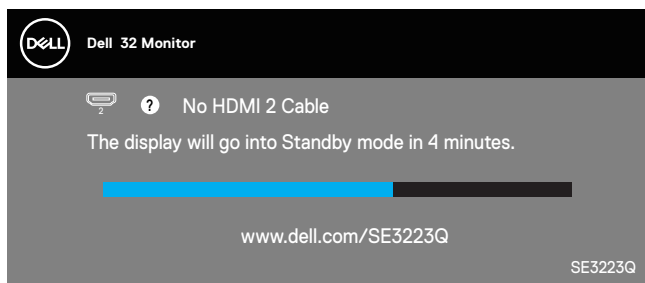 DELL
Dell 32 Monitor
2
? No HDMI 2 Cable
The display will go into Standby mode in 4 minutes.
www.dell.com/SE3223Q
SE3223Q